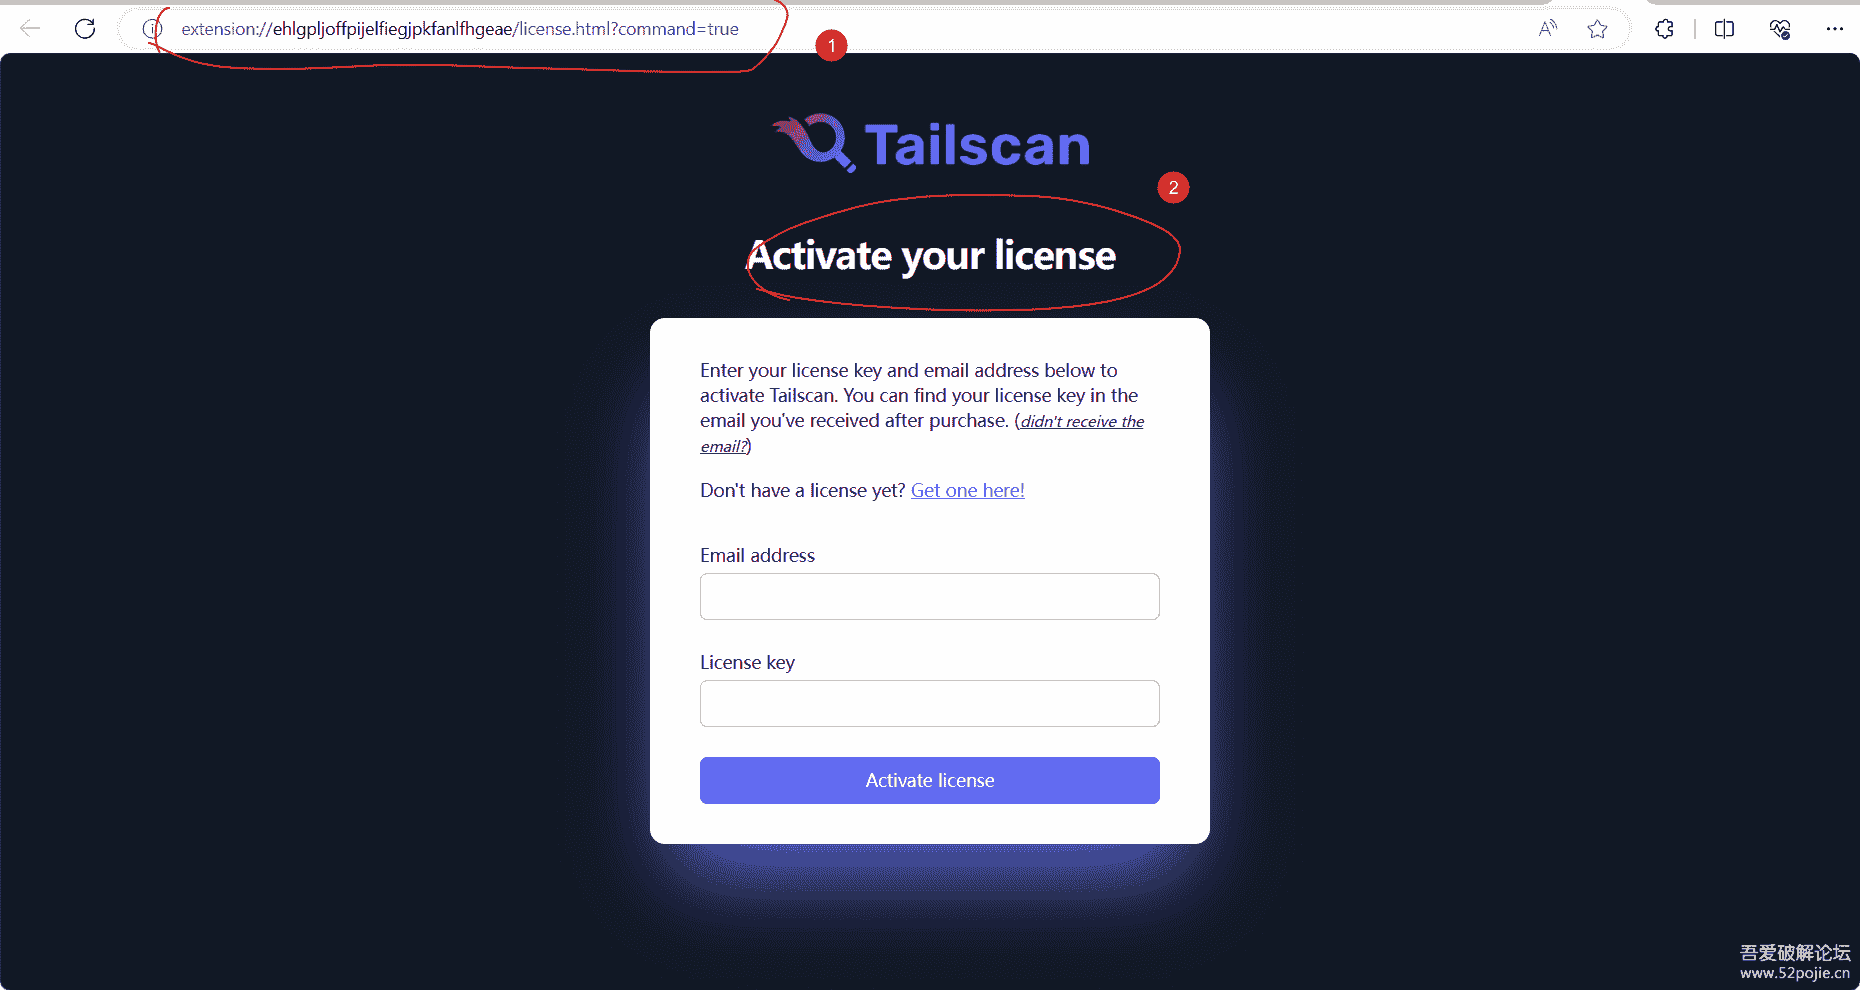 extension://ehlgpljoffpijelfiegjpkfanlfhgeae/license.html?command=true
1
Tailscan
2
Activate your license
Enter your license key and email address below to
activate Tailscan. You can find your license key in the
email you've received after purchase. (didn't receive the
email?)
Don't have a license yet? Get one here!
Email address
License key
Activate license
吾爱破解论坛
www.52pojie.cn